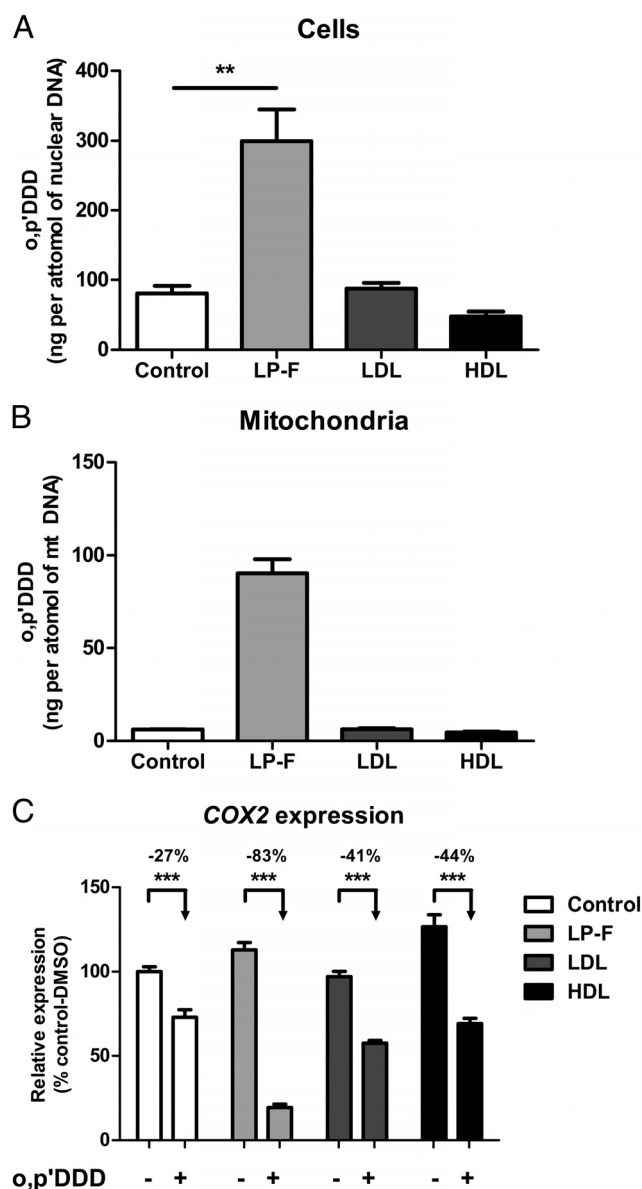 A
Cells
**
o,p'DDD
(ng per attomol of nuclear DNA)
400
300
200
100
0
Control LP-F LDL HDL
B
Mitochondria
o,p'DDD
(ng per atomol of mt DNA)
150
100
50
0
Control LP-F LDL HDL
C
COX2 expression
-27% -83% -41% -44%
*** *** *** ***
Relative expression
(% control-DMSO)
150
100
50
0
Control
LP-F
LDL
HDL
o,p'DDD - + - + - + - +